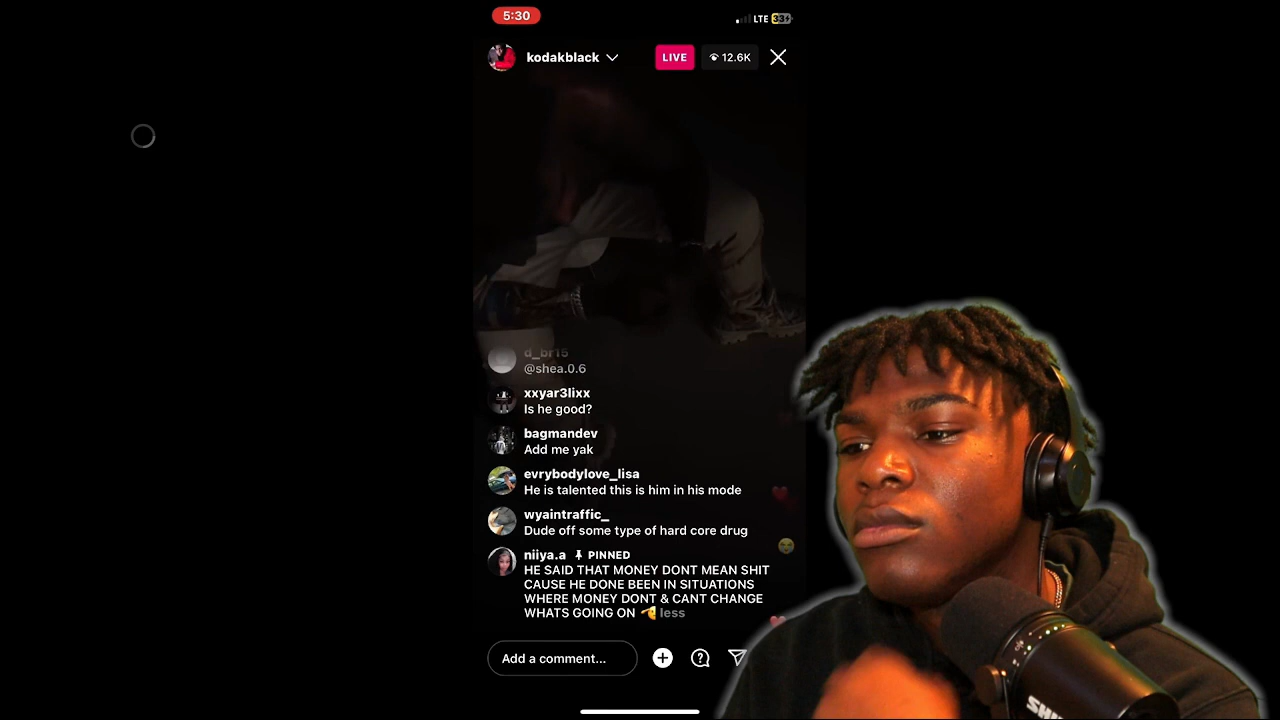 5:30
LTE 33
kodakblack
LIVE
12.6K
d_br15
@shea.0.6
xxyar3lixx
Is he good?
bagmandev
Add me yak
evrybodylove_lisa
He is talented this is him in his mode
wyaintraffic_
Dude off some type of hard core drug
niiya.a PINNED
HE SAID THAT MONEY DONT MEAN SHIT
CAUSE HE DONE BEEN IN SITUATIONS
WHERE MONEY DONT & CANT CHANGE
WHATS GOING ON 🫵 less
Add a comment...